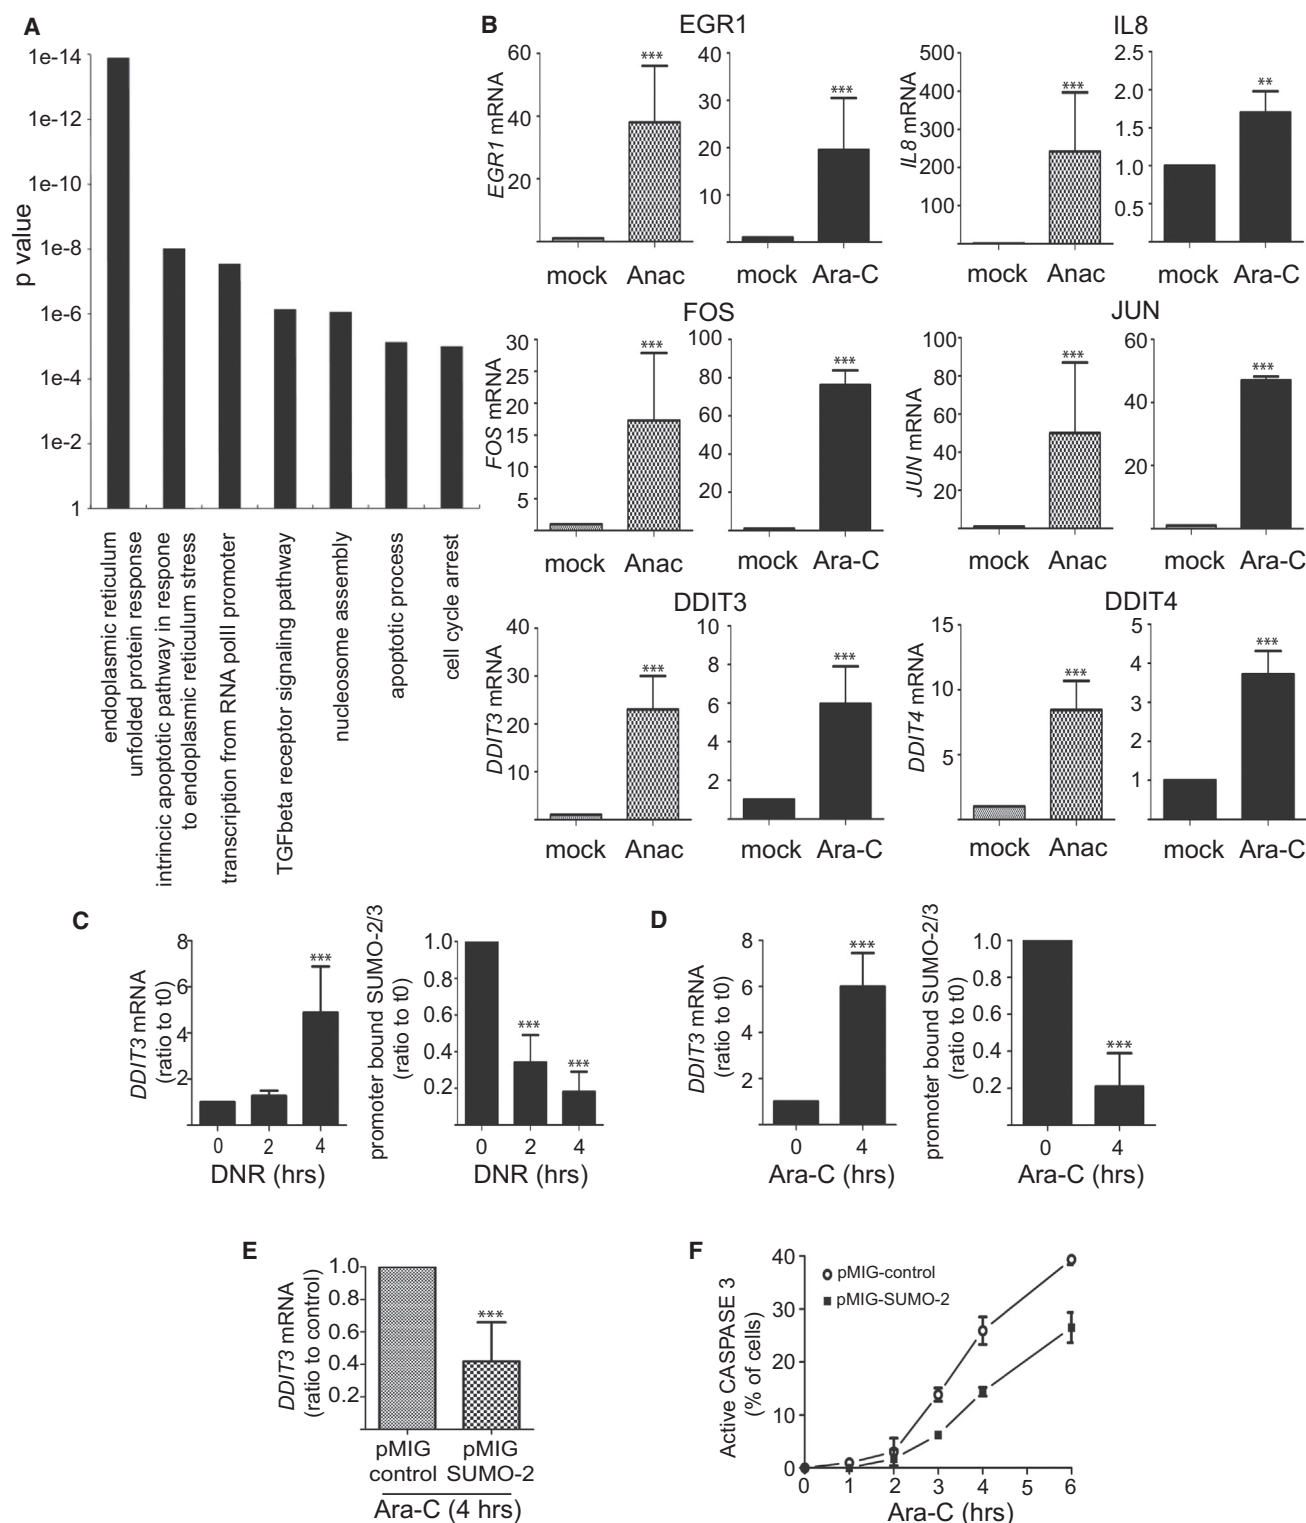 A
p value
1e-14
1e-12
1e-10
1e-8
1e-6
1e-4
1e-2
1
endoplasmic reticulum
unfolded protein response
intrincic apoptotic pathway in respone
to endoplasmic reticulum stress
transcription from RNA polII promoter
TGFbeta receptor signaling pathway
nucleosome assembly
apoptotic process
cell cycle arrest
B
EGR1
EGR1 mRNA
60
40
20
***
mock Anac
40
30
20
10
***
mock Ara-C
IL8
IL8 mRNA
500
400
300
200
100
***
mock Anac
2.5
2.0
1.5
1.0
0.5
**
mock Ara-C
FOS
FOS mRNA
30
25
20
15
10
5
***
mock Anac
100
80
60
40
20
0
***
mock Ara-C
JUN
JUN mRNA
100
80
60
40
20
***
mock Anac
60
40
20
***
mock Ara-C
DDIT3
DDIT3 mRNA
40
30
20
10
***
mock Anac
10
8
6
4
2
***
mock Ara-C
DDIT4
DDIT4 mRNA
15
10
5
***
mock Anac
5
4
3
2
1
***
mock Ara-C
C
DDIT3 mRNA
(ratio to t0)
8
6
4
2
***
0 2 4
DNR (hrs)
promoter bound SUMO-2/3
(ratio to t0)
1.0
0.8
0.6
0.4
0.2
***
***
0 2 4
DNR (hrs)
D
DDIT3 mRNA
(ratio to t0)
8
6
4
2
***
0 4
Ara-C (hrs)
promoter bound SUMO-2/3
(ratio to t0)
1.0
0.8
0.6
0.4
0.2
***
0 4
Ara-C (hrs)
E
DDIT3 mRNA
(ratio to control)
1.0
0.8
0.6
0.4
0.2
***
pMIG
control
pMIG
SUMO-2
Ara-C (4 hrs)
F
Active CASPASE 3
(% of cells)
40
30
20
10
0
pMIG-control
pMIG-SUMO-2
0 1 2 3 4 5 6
Ara-C (hrs)